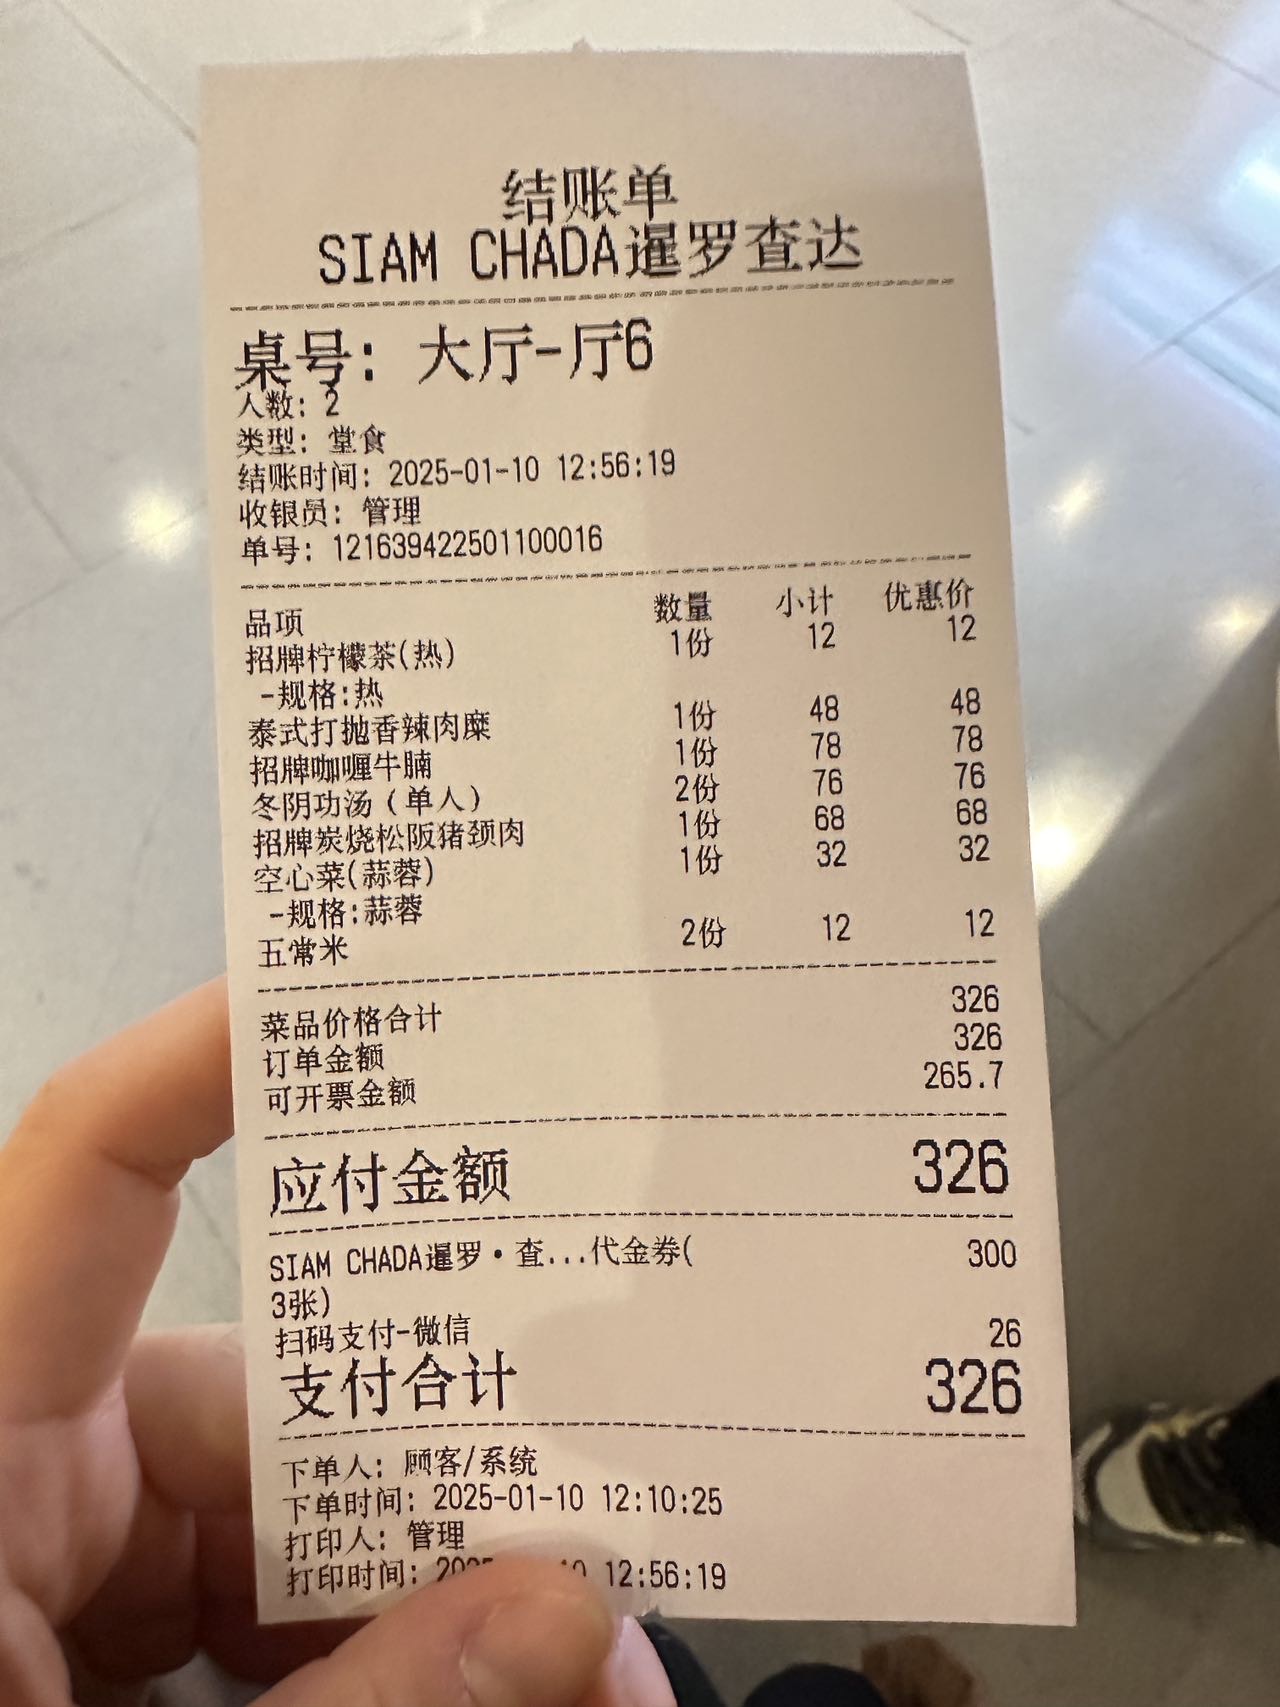 结账单
SIAM CHADA暹罗查达
桌号: 大厅-厅6
人数: 2
类型: 堂食
结账时间: 2025-01-10 12:56:19
收银员: 管理
单号: 121639422501100016
品项 数量 小计 优惠价
招牌柠檬茶(热) 1份 12 12
-规格:热
泰式打抛香辣肉糜 1份 48 48
招牌咖喱牛腩 1份 78 78
冬阴功汤（单人） 2份 76 76
招牌炭烧松阪猪颈肉 1份 68 68
空心菜(蒜蓉) 1份 32 32
-规格:蒜蓉
五常米 2份 12 12
菜品价格合计 326
订单金额 326
可开票金额 265.7
应付金额 326
SIAM CHADA暹罗·查...代金券( 300
3张)
扫码支付-微信 26
支付合计 326
下单人: 顾客/系统
下单时间: 2025-01-10 12:10:25
打印人: 管理
打印时间: 12:56:19